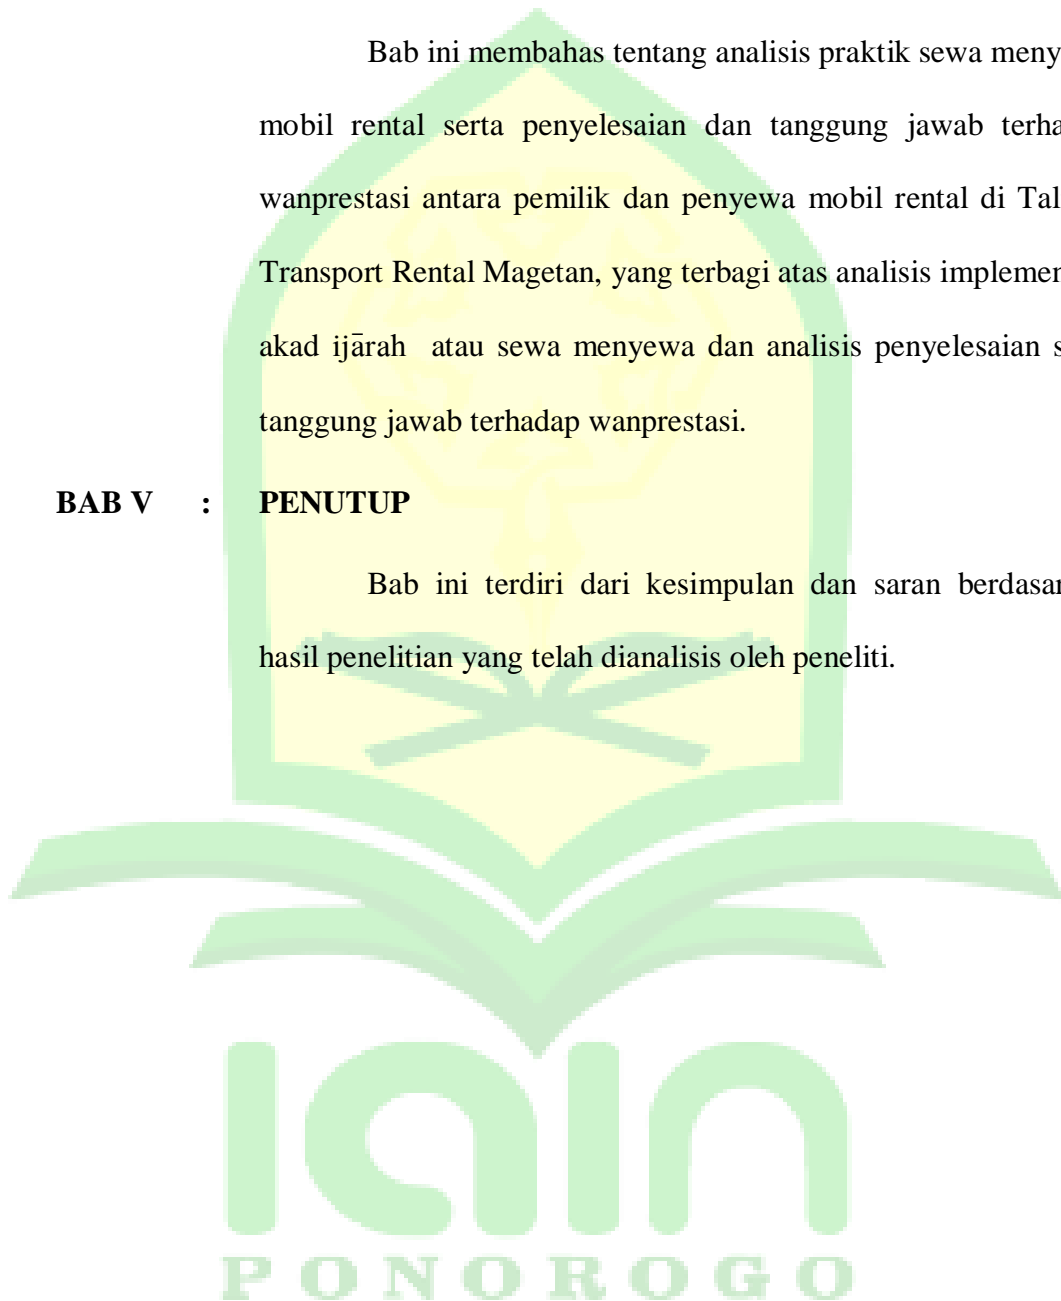 Bab ini membahas tentang analisis praktik sewa meny
mobil rental serta penyelesaian dan tanggung jawab terha
wanprestasi antara pemilik dan penyewa mobil rental di Tal
Transport Rental Magetan, yang terbagi atas analisis implemen
akad ijārah atau sewa menyewa dan analisis penyelesaian s
tanggung jawab terhadap wanprestasi.
BAB V : PENUTUP
Bab ini terdiri dari kesimpulan dan saran berdasar
hasil penelitian yang telah dianalisis oleh peneliti.
iain
PONOROGO